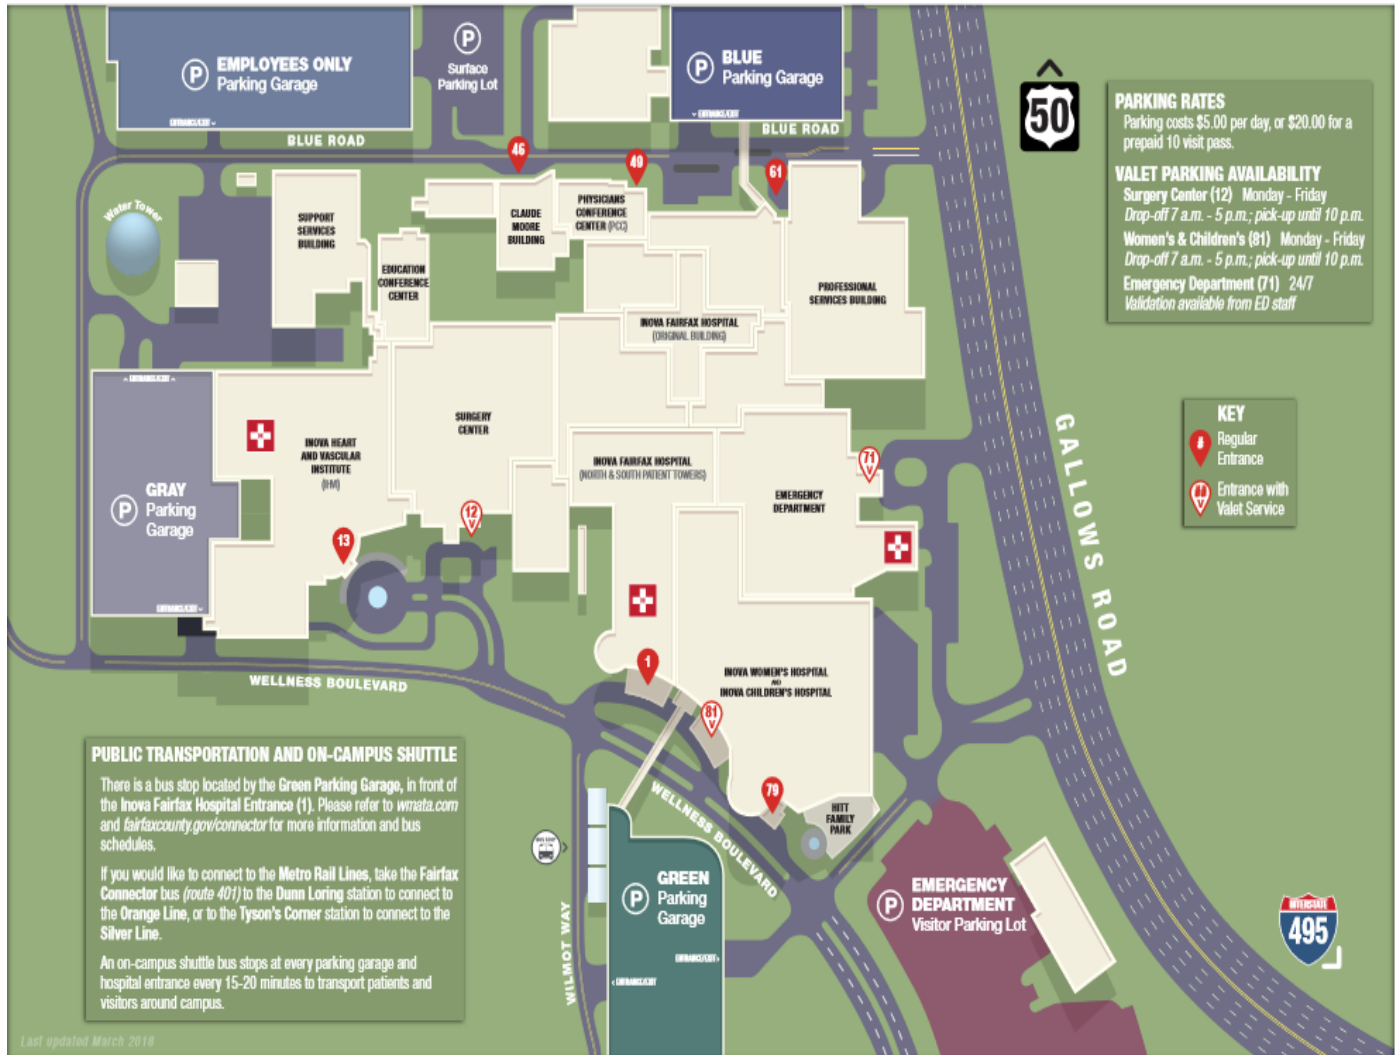 EMPLOYEES ONLY
Parking Garage
ENTRANCE/EXIT
BLUE ROAD
P
Surface
Parking Lot
BLUE
Parking Garage
ENTRANCE/EXIT
BLUE ROAD
50
PARKING RATES
Parking costs $5.00 per day, or $20.00 for a
prepaid 10 visit pass.
VALET PARKING AVAILABILITY
Surgery Center (12) Monday - Friday
Drop-off 7 a.m. - 5 p.m.; pick-up until 10 p.m.
Women's & Children's (81) Monday - Friday
Drop-off 7 a.m. - 5 p.m.; pick-up until 10 p.m.
Emergency Department (71) 24/7
Validation available from ED staff
46
49
61
Water Tower
SUPPORT
SERVICES
BUILDING
EDUCATION
CONFERENCE
CENTER
CLAUDE
MOORE
BUILDING
PHYSICIANS
CONFERENCE
CENTER (PCC)
PROFESSIONAL
SERVICES BUILDING
INOVA FAIRFAX HOSPITAL
(ORIGINAL BUILDING)
ENTRANCE/EXIT
P
GRAY
Parking
Garage
ENTRANCE/EXIT
INOVA HEART
AND VASCULAR
INSTITUTE
(IHVI)
SURGERY
CENTER
INOVA FAIRFAX HOSPITAL
(NORTH & SOUTH PATIENT TOWERS)
EMERGENCY
DEPARTMENT
71
V
12
V
13
1
81
V
79
INOVA WOMEN'S HOSPITAL
AND
INOVA CHILDREN'S HOSPITAL
HITT
FAMILY
PARK
KEY
#
Regular
Entrance
##
V
Entrance with
Valet Service
GALLOWS ROAD
WELLNESS BOULEVARD
WELLNESS BOULEVARD
PUBLIC TRANSPORTATION AND ON-CAMPUS SHUTTLE
There is a bus stop located by the Green Parking Garage, in front of
the Inova Fairfax Hospital Entrance (1). Please refer to wmata.com
and fairfaxcounty.gov/connector for more information and bus
schedules.
If you would like to connect to the Metro Rail Lines, take the Fairfax
Connector bus (route 401) to the Dunn Loring station to connect to
the Orange Line, or to the Tyson's Corner station to connect to the
Silver Line.
An on-campus shuttle bus stops at every parking garage and
hospital entrance every 15-20 minutes to transport patients and
visitors around campus.
BUS STOP
WILMOT WAY
P
GREEN
Parking
Garage
ENTRANCE/EXIT
ENTRANCE/EXIT
P
EMERGENCY
DEPARTMENT
Visitor Parking Lot
INTERSTATE
495
Last updated March 2018